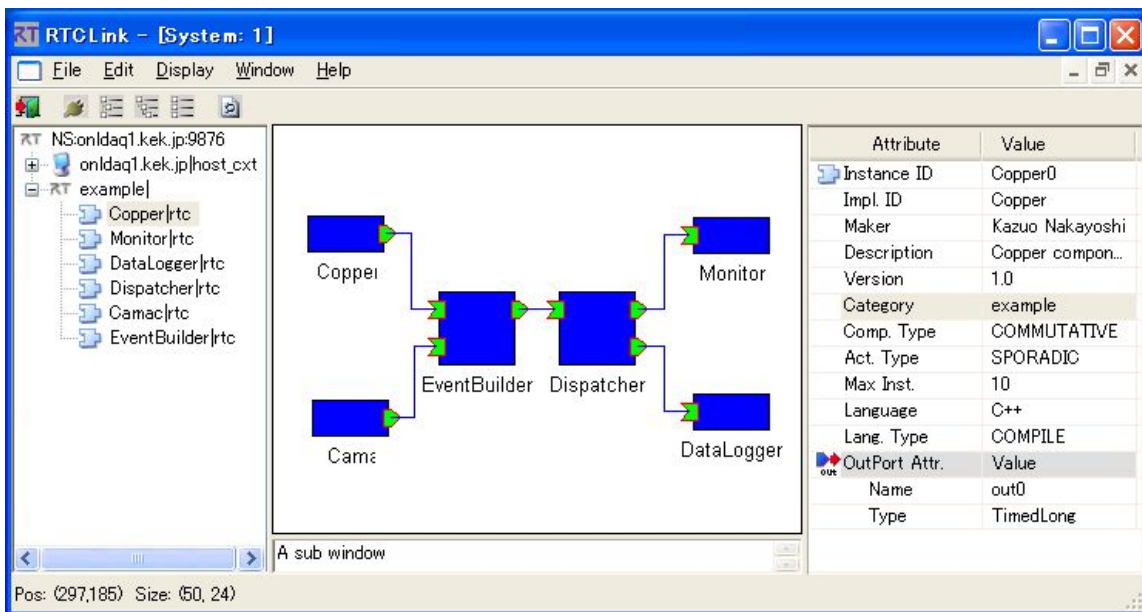 RTCLink - [System: 1]
File Edit Display Window Help
NS:onldaq1.kek.jp:9876
onldaq1.kek.jp|host_cxt
RT example|
Copper|rtc
Monitor|rtc
DataLogger|rtc
Dispatcher|rtc
Camac|rtc
EventBuilder|rtc
Copper
Monitor
EventBuilder Dispatcher
Cama
DataLogger
A sub window
Attribute Value
Instance ID Copper0
Impl. ID Copper
Maker Kazuo Nakayoshi
Description Copper compon...
Version 1.0
Category example
Comp. Type COMMUTATIVE
Act. Type SPORADIC
Max Inst. 10
Language C++
Lang. Type COMPILE
out OutPort Attr. Value
Name out0
Type TimedLong
Pos: (297,185) Size: (50, 24)